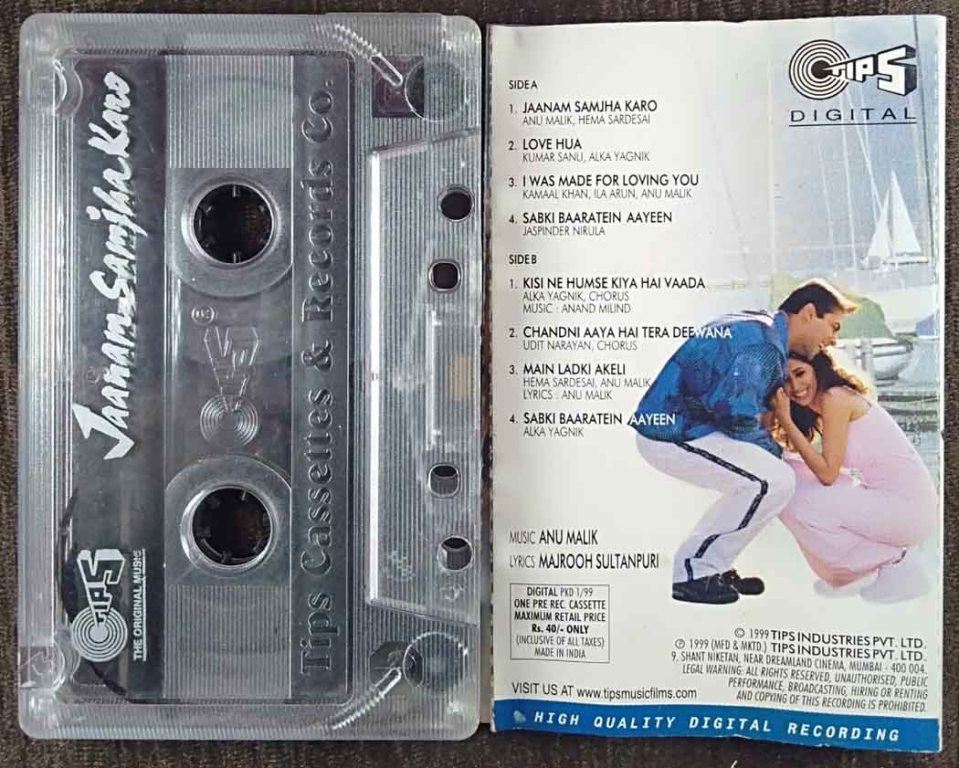 Jaanam Samjha Karo
TIPS
THE ORIGINAL MUSIC
TIPS
Tips Cassettes & Records Co.
TIPS
DIGITAL
SIDE A
1. JAANAM SAMJHA KARO
ANU MALIK, HEMA SARDESAI
2. LOVE HUA
KUMAR SANU, ALKA YAGNIK
3. I WAS MADE FOR LOVING YOU
KAMAAL KHAN, ILA ARUN, ANU MALIK
4. SABKI BAARATEIN AAYEEN
JASPINDER NIRULA
SIDE B
1. KISI NE HUMSE KIYA HAI VAADA
ALKA YAGNIK, CHORUS
MUSIC : ANAND MILIND
2. CHANDNI AAYA HAI TERA DEEWANA
UDIT NARAYAN, CHORUS
3. MAIN LADKI AKELI
HEMA SARDESAI, ANU MALIK
LYRICS : ANU MALIK
4. SABKI BAARATEIN AAYEEN
ALKA YAGNIK
MUSIC ANU MALIK
LYRICS MAJROOH SULTANPURI
DIGITAL PKD 1/99
ONE PRE REC. CASSETTE
MAXIMUM RETAIL PRICE
Rs. 40/- ONLY
(INCLUSIVE OF ALL TAXES)
MADE IN INDIA
© 1999 TIPS INDUSTRIES PVT. LTD.
℗ 1999 (MFD & MKTD.) TIPS INDUSTRIES PVT. LTD.
9, SHANT NIKETAN, NEAR DREAMLAND CINEMA, MUMBAI - 400 004.
LEGAL WARNING: ALL RIGHTS RESERVED, UNAUTHORISED, PUBLIC
PERFORMANCE, BROADCASTING, HIRING OR RENTING
AND COPYING OF THIS RECORDING IS PROHIBITED.
VISIT US AT www.tipsmusicfilms.com
HIGH QUALITY DIGITAL RECORDING